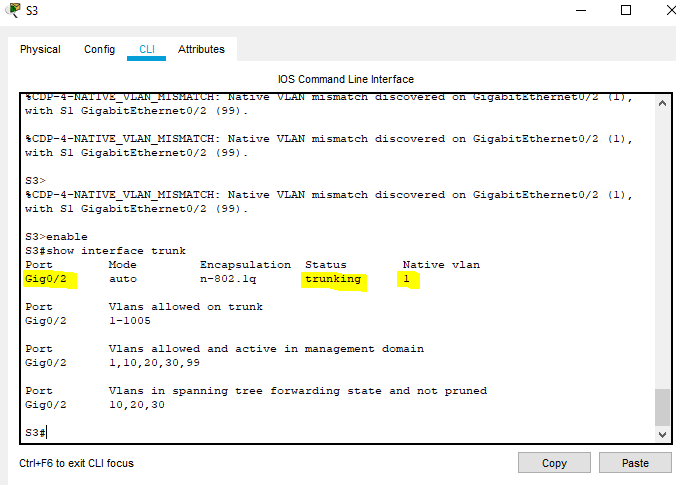 S3
Physical Config CLI Attributes
IOS Command Line Interface
%CDP-4-NATIVE_VLAN_MISMATCH: Native VLAN mismatch discovered on GigabitEthernet0/2 (1),
with S1 GigabitEthernet0/2 (99).
%CDP-4-NATIVE_VLAN_MISMATCH: Native VLAN mismatch discovered on GigabitEthernet0/2 (1),
with S1 GigabitEthernet0/2 (99).
S3>
%CDP-4-NATIVE_VLAN_MISMATCH: Native VLAN mismatch discovered on GigabitEthernet0/2 (1),
with S1 GigabitEthernet0/2 (99).
S3>enable
S3#show interface trunk
Port Mode Encapsulation Status Native vlan
Gig0/2 auto n-802.1q trunking 1
Port Vlans allowed on trunk
Gig0/2 1-1005
Port Vlans allowed and active in management domain
Gig0/2 1,10,20,30,99
Port Vlans in spanning tree forwarding state and not pruned
Gig0/2 10,20,30
S3#
Ctrl+F6 to exit CLI focus Copy Paste